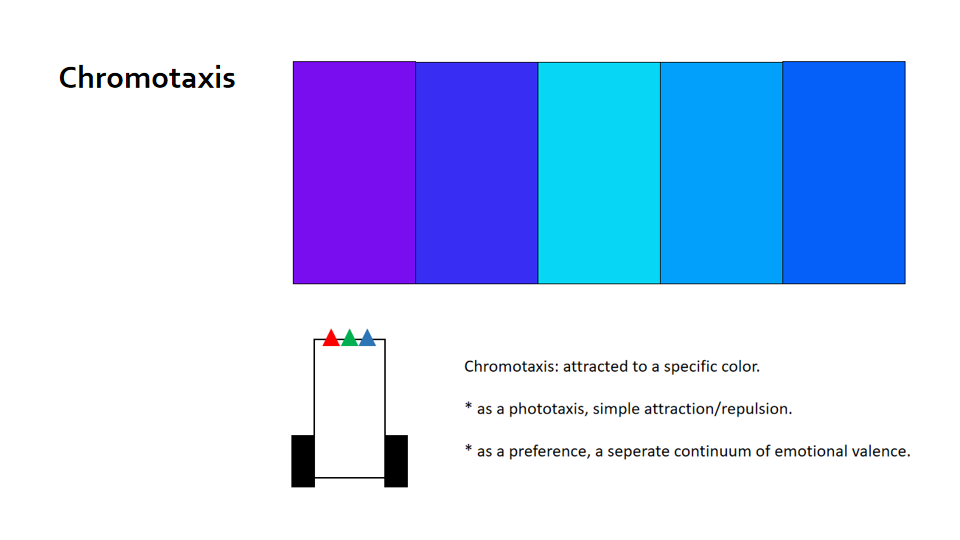 Chromotaxis
Chromotaxis: attracted to a specific color.
* as a phototaxis, simple attraction/repulsion.
* as a preference, a seperate continuum of emotional valence.